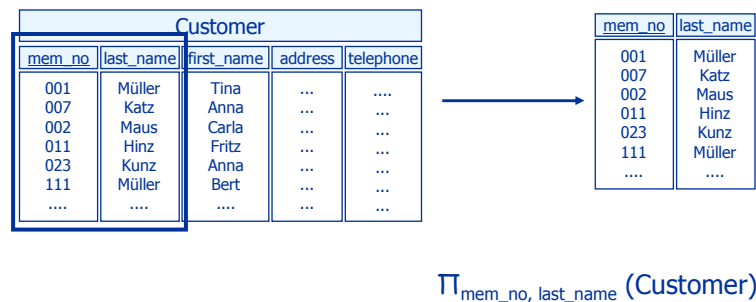 Customer
mem_no last_name first_name address telephone
001 Müller Tina ... ....
007 Katz Anna ... ...
002 Maus Carla ... ...
011 Hinz Fritz ... ...
023 Kunz Anna ... ...
111 Müller Bert ... ...
.... .... .... ... ...
mem_no last_name
001 Müller
007 Katz
002 Maus
011 Hinz
023 Kunz
111 Müller
.... ....
π mem_no, last_name (Customer)